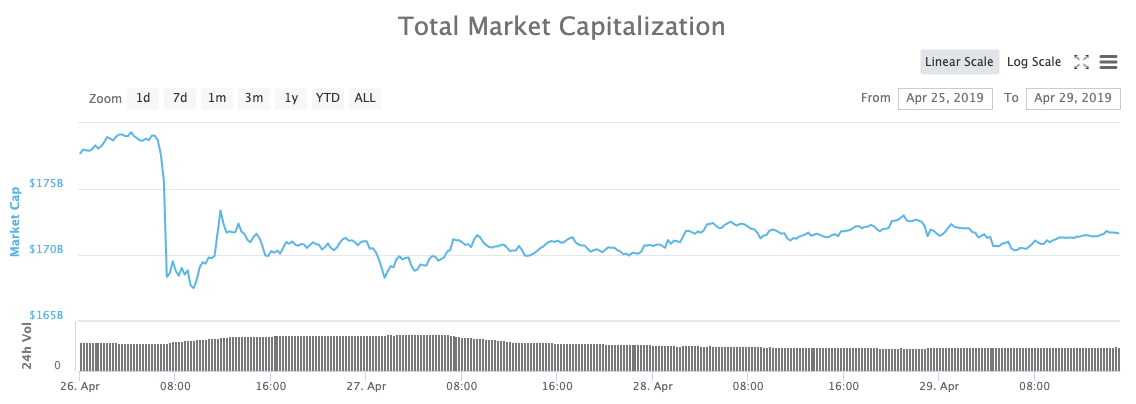 Total Market Capitalization
Linear Scale Log Scale
Zoom 1d 7d 1m 3m 1y YTD ALL From Apr 25, 2019 To Apr 29, 2019
Market Cap
$175B
$170B
$165B
24h Vol
0
26. Apr 08:00 16:00 27. Apr 08:00 16:00 28. Apr 08:00 16:00 29. Apr 08:00